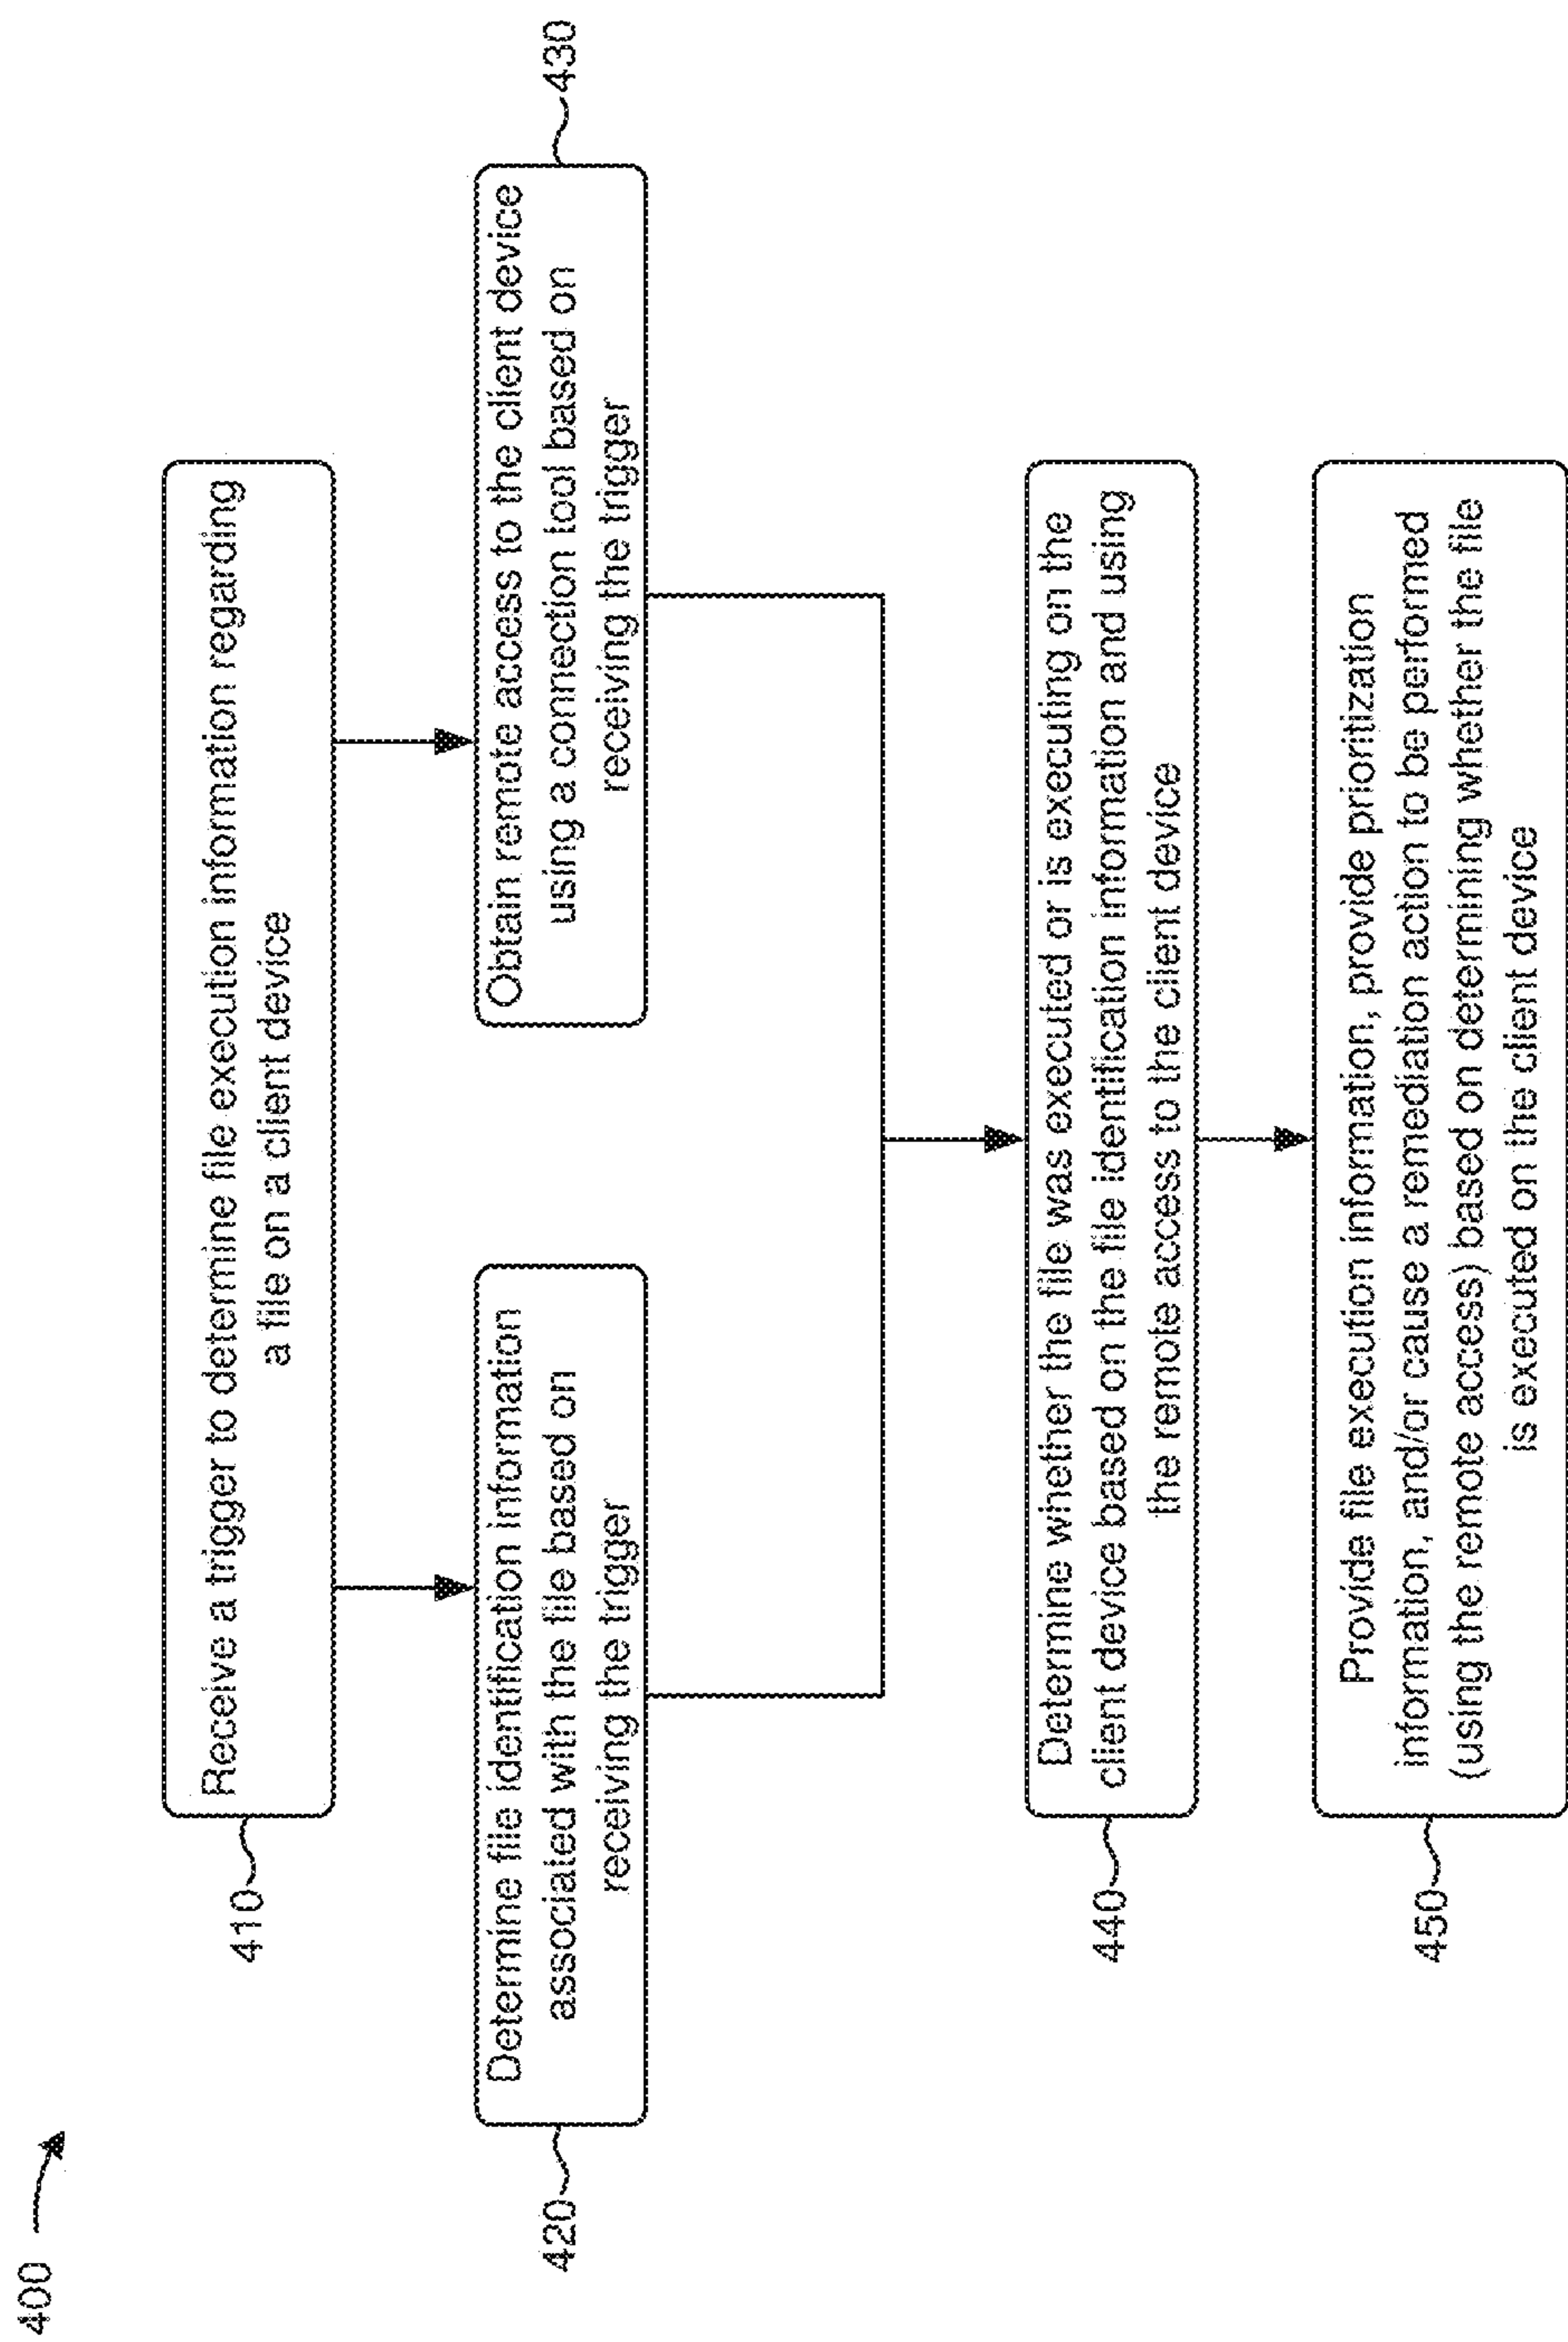 400
410
Receive a trigger to determine file execution information regarding
a file on a client device
420
Determine file identification information
associated with the file based on
receiving the trigger
430
Obtain remote access to the client device
using a connection tool based on
receiving the trigger
440
Determine whether the file was executed or is executing on the
client device based on the file identification information and using
the remote access to the client device
450
Provide file execution information, provide prioritization
information, and/or cause a remediation action to be performed
(using the remote access) based on determining whether the file
is executed on the client device